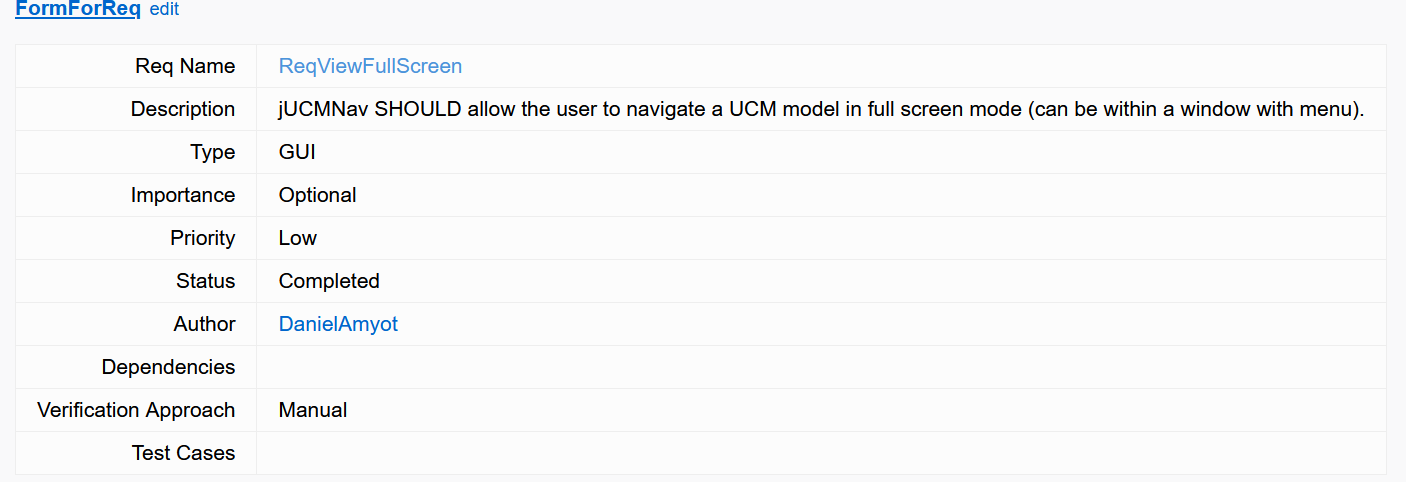 FormForReq edit
Req Name ReqViewFullScreen
Description jUCMNav SHOULD allow the user to navigate a UCM model in full screen mode (can be within a window with menu).
Type GUI
Importance Optional
Priority Low
Status Completed
Author DanielAmyot
Dependencies
Verification Approach Manual
Test Cases